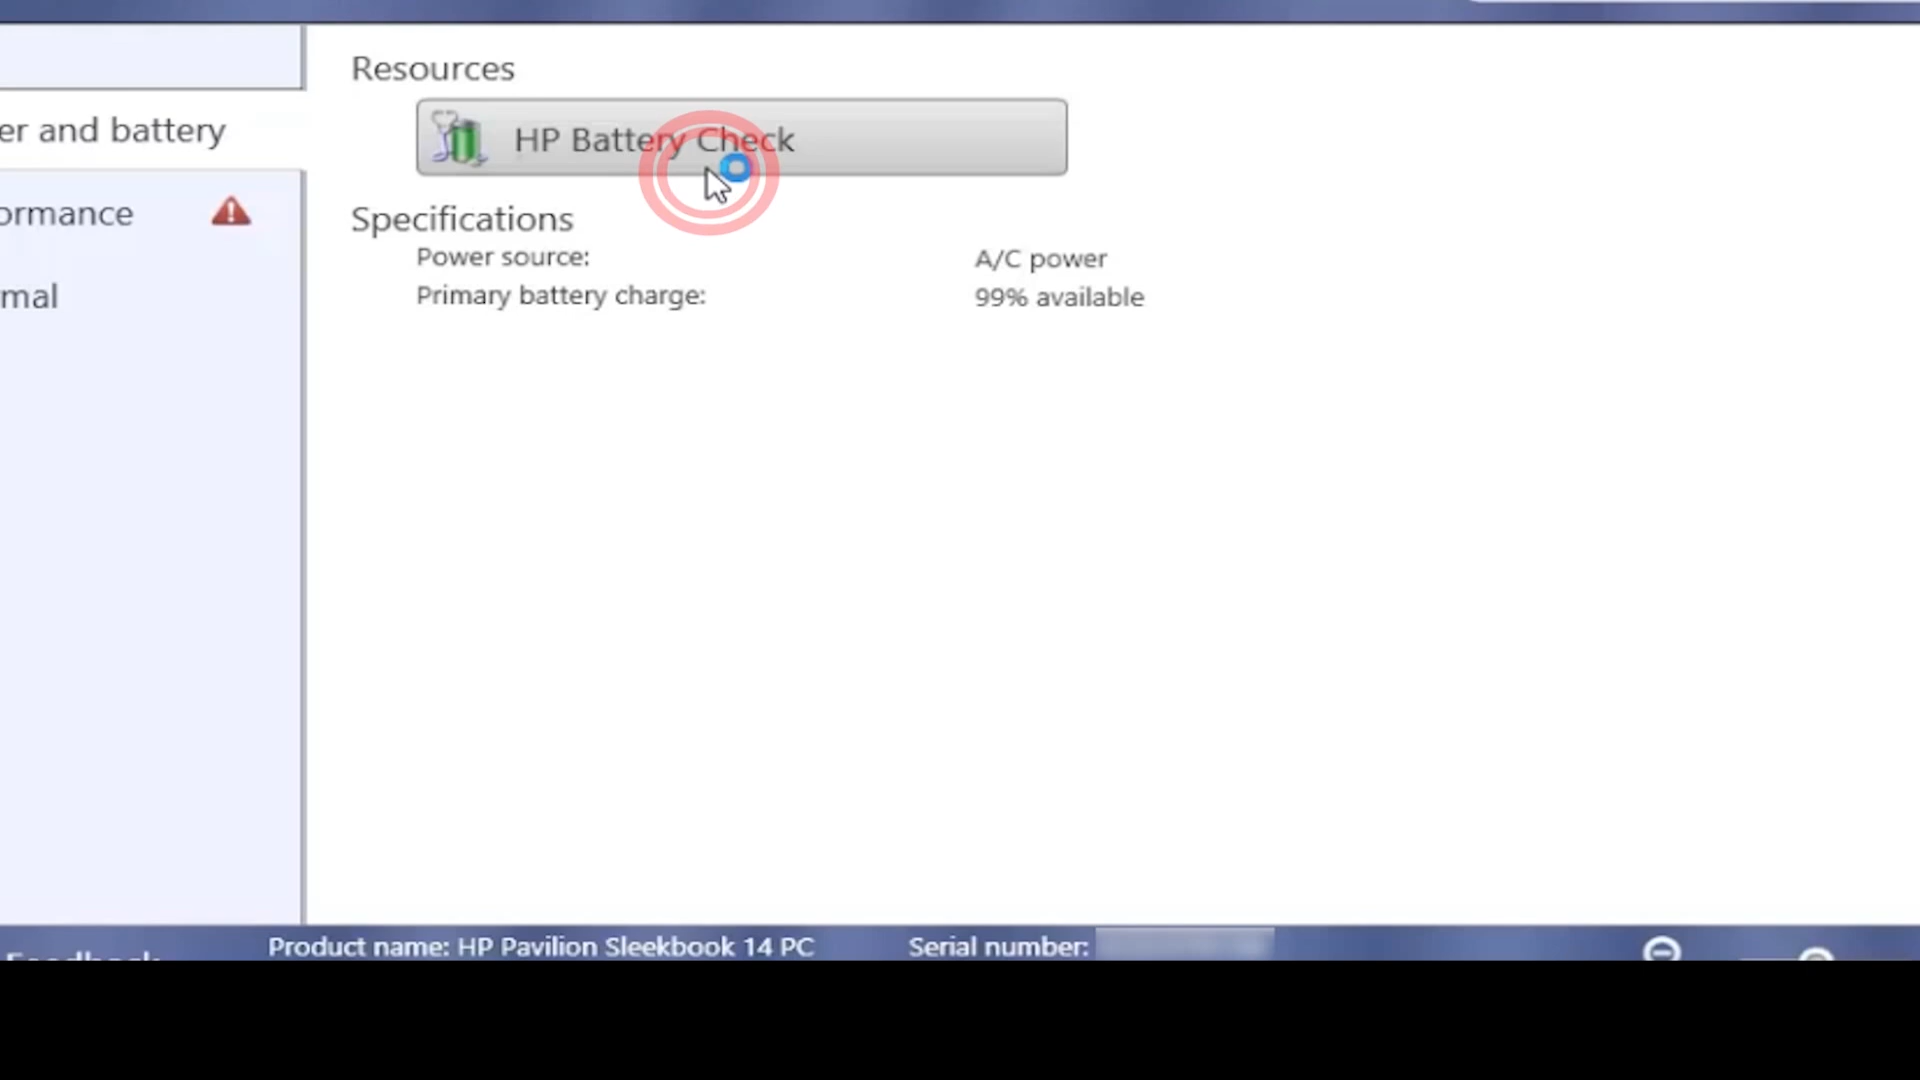 Resources
er and battery
HP Battery Check
ormance
Specifications
Power source: A/C power
mal
Primary battery charge: 99% available
Product name: HP Pavilion Sleekbook 14 PC Serial number:
Feedback